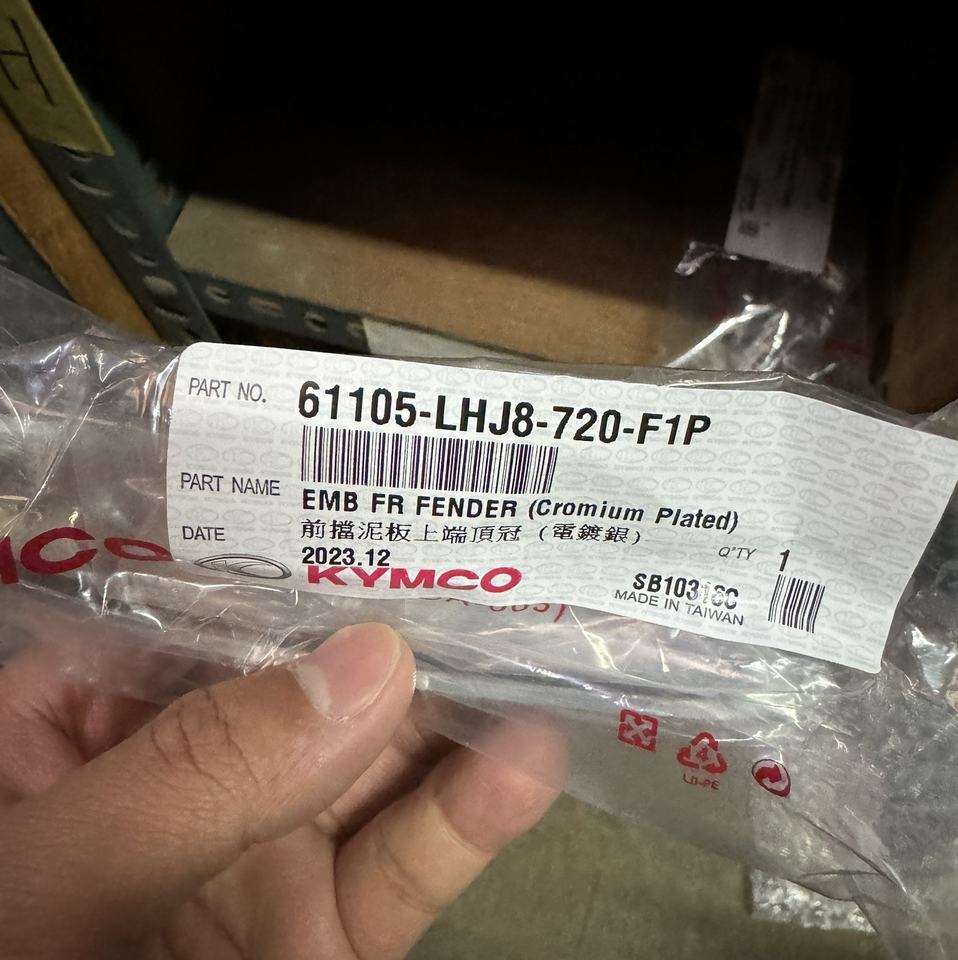 PART NO. 61105-LHJ8-720-F1P
PART NAME EMB FR FENDER (Cromium Plated)
前擋泥板上端頂冠 (電鍍銀)
DATE 2023.12
Q'TY 1
KYMCO
MADE IN TAIWAN
4
LD-PE